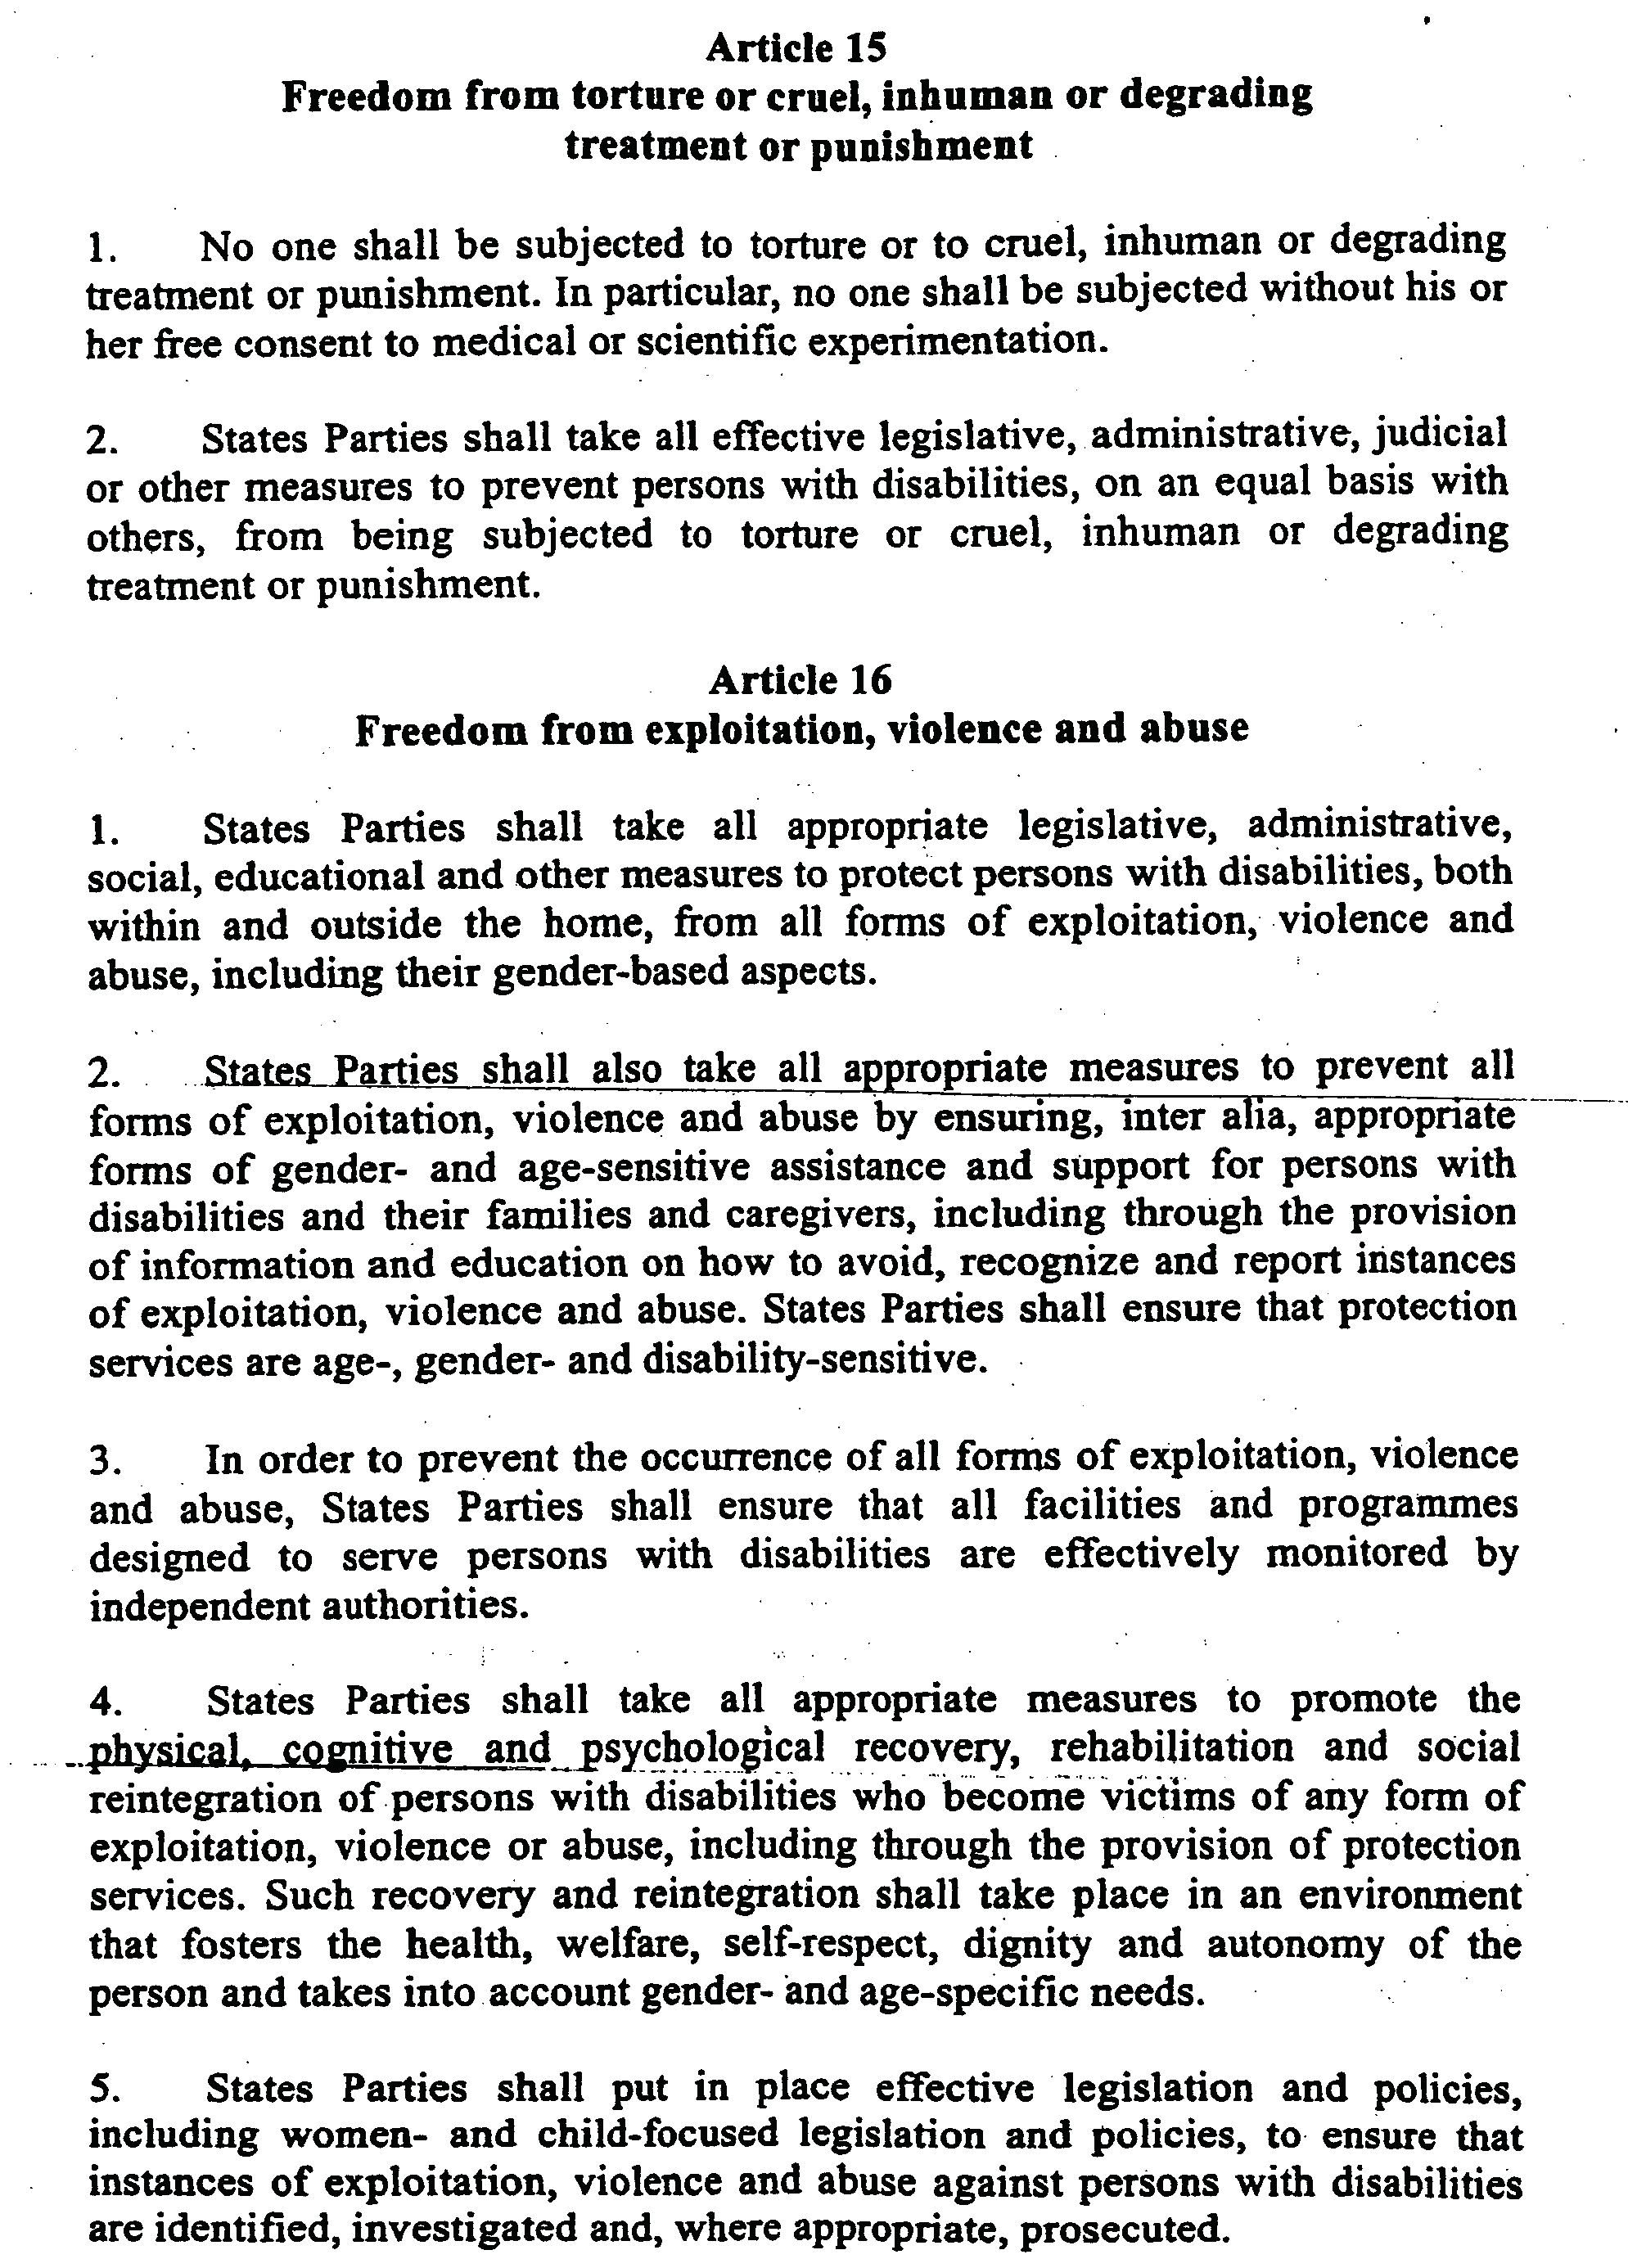 Article 15
Freedom from torture or cruel, inhuman or degrading
treatment or punishment
1. No one shall be subjected to torture or to cruel, inhuman or degrading
treatment or punishment. In particular, no one shall be subjected without his or
her free consent to medical or scientific experimentation.
2. States Parties shall take all effective legislative, administrative, judicial
or other measures to prevent persons with disabilities, on an equal basis with
others, from being subjected to torture or cruel, inhuman or degrading
treatment or punishment.
Article 16
Freedom from exploitation, violence and abuse
1. States Parties shall take all appropriate legislative, administrative,
social, educational and other measures to protect persons with disabilities, both
within and outside the home, from all forms of exploitation, violence and
abuse, including their gender-based aspects.
2. States Parties shall also take all appropriate measures to prevent all
forms of exploitation, violence and abuse by ensuring, inter alia, appropriate
forms of gender- and age-sensitive assistance and support for persons with
disabilities and their families and caregivers, including through the provision
of information and education on how to avoid, recognize and report instances
of exploitation, violence and abuse. States Parties shall ensure that protection
services are age-, gender- and disability-sensitive.
3. In order to prevent the occurrence of all forms of exploitation, violence
and abuse, States Parties shall ensure that all facilities and programmes
designed to serve persons with disabilities are effectively monitored by
independent authorities.
4. States Parties shall take all appropriate measures to promote the
physical, cognitive and psychological recovery, rehabilitation and social
reintegration of persons with disabilities who become victims of any form of
exploitation, violence or abuse, including through the provision of protection
services. Such recovery and reintegration shall take place in an environment
that fosters the health, welfare, self-respect, dignity and autonomy of the
person and takes into account gender- and age-specific needs.
5. States Parties shall put in place effective legislation and policies,
including women- and child-focused legislation and policies, to ensure that
instances of exploitation, violence and abuse against persons with disabilities
are identified, investigated and, where appropriate, prosecuted.